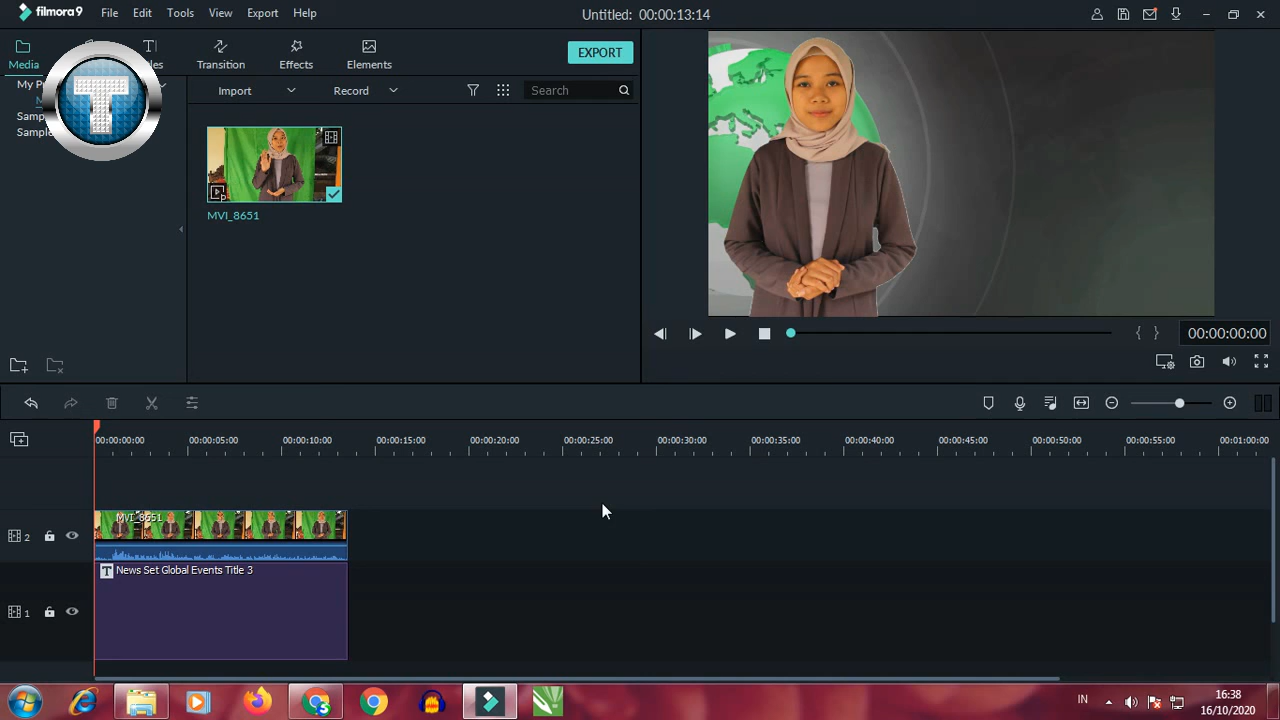 filmora9 File Edit Tools View Export Help Untitled: 00:00:13:14
Media Transition Effects Elements EXPORT
Import Record Search
T
MVI_8651
00:00:00:00
00:00:00:00 00:00:05:00 00:00:10:00 00:00:15:00 00:00:20:00 00:00:25:00 00:00:30:00 00:00:35:00 00:00:40:00 00:00:45:00 00:00:50:00 00:00:55:00 00:01:00:00
MVI_8651
2
T News Set Global Events Title 3
1
IN 16:38
16/10/2020